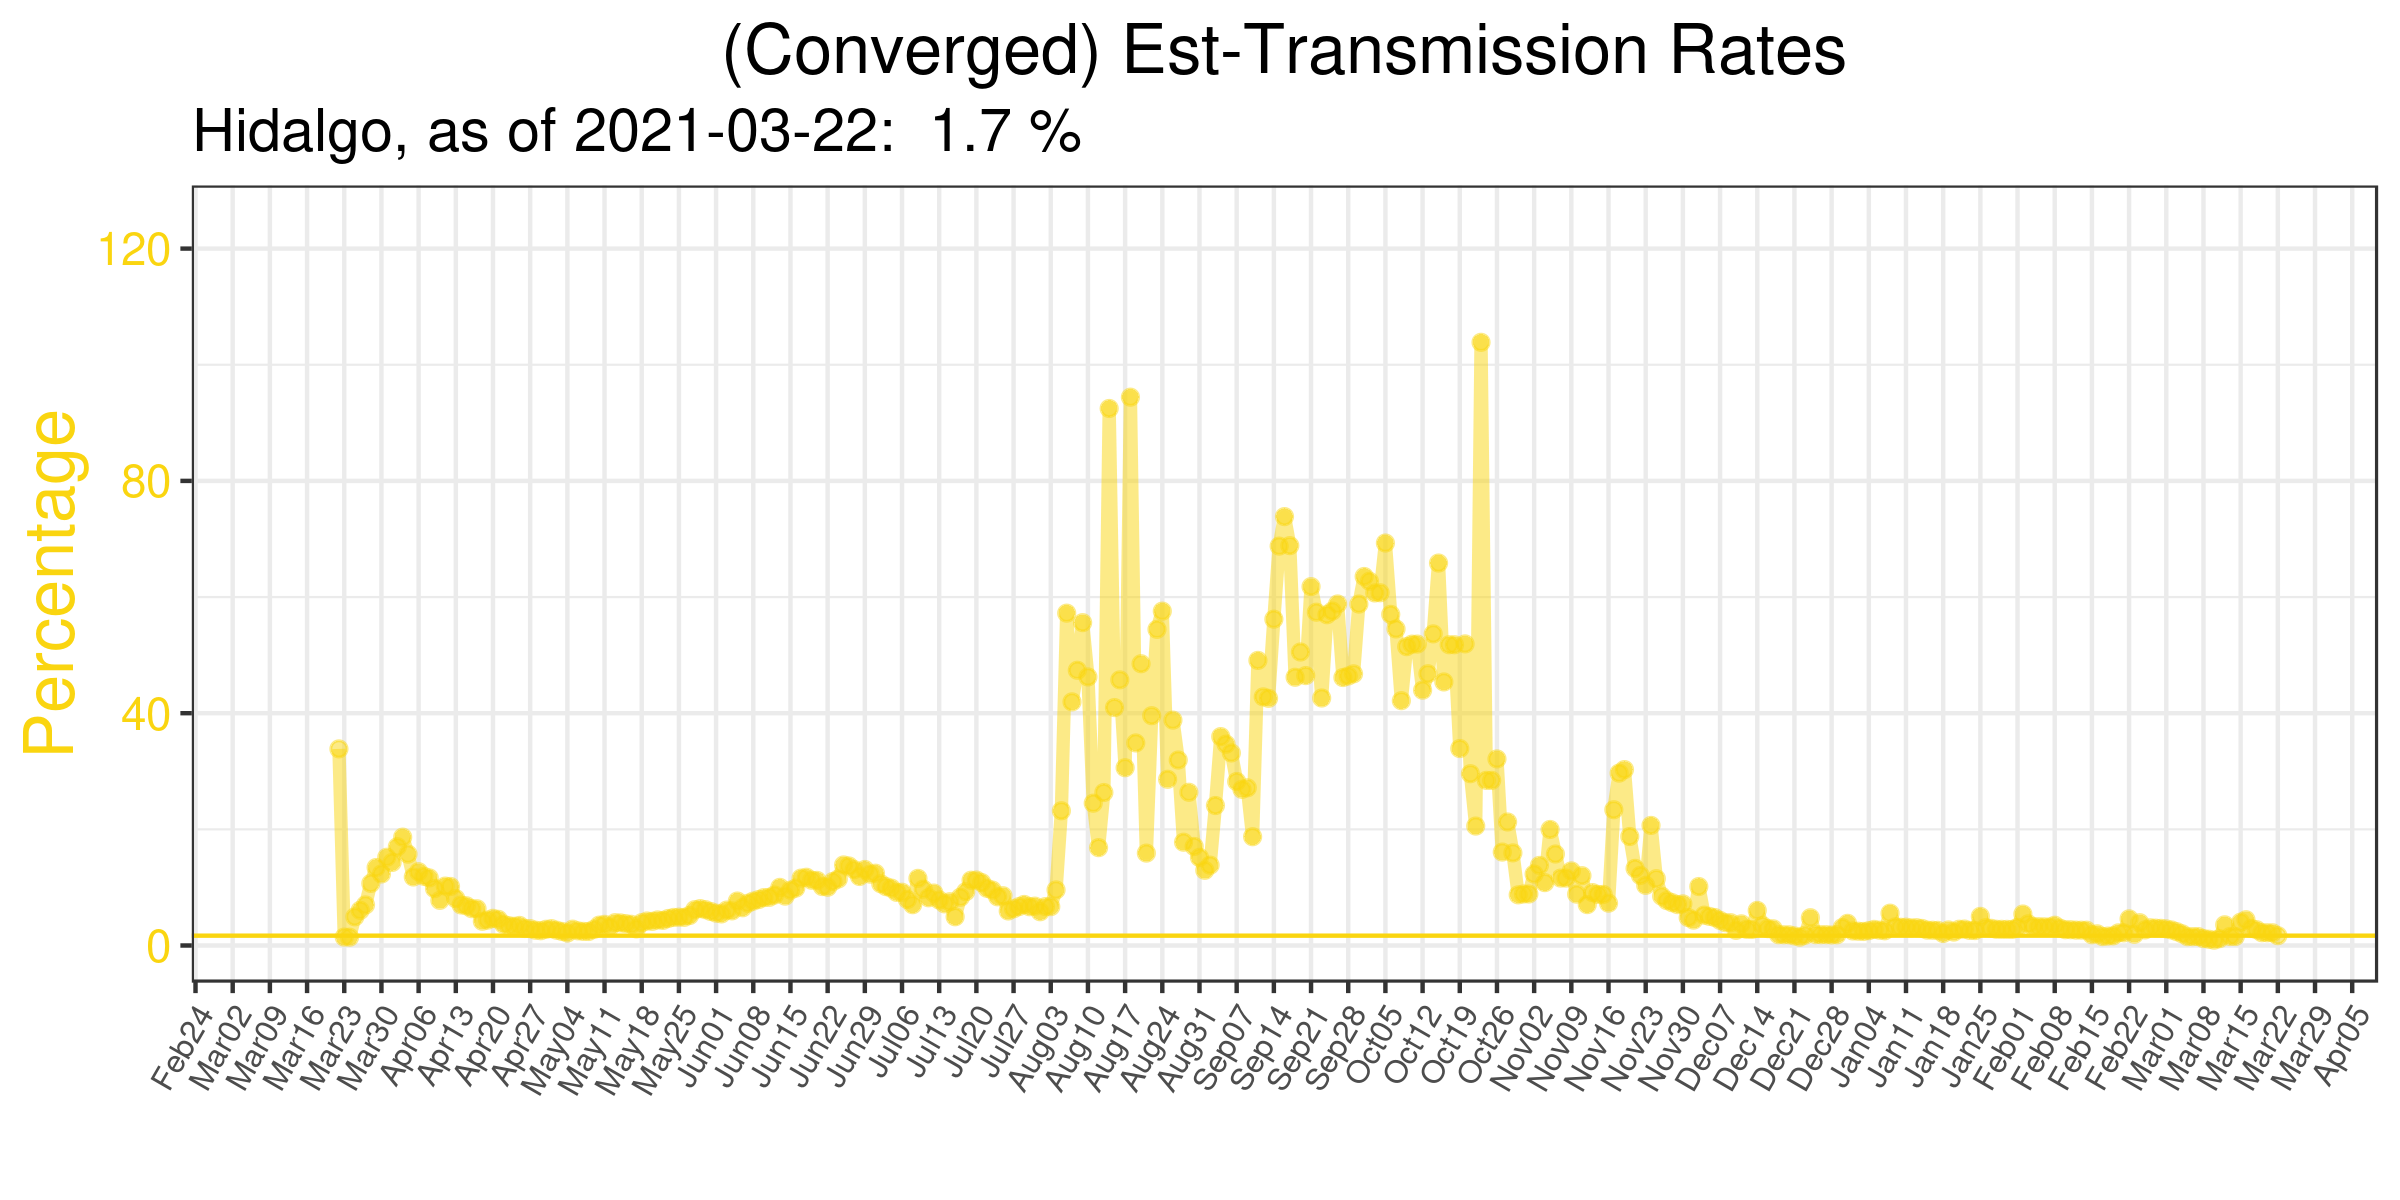 (Converged) Est-Transmission Rates
Hidalgo, as of 2021-03-22:  1.7 %
Percentage
120
80
40
0
Feb24
Mar02
Mar09
Mar16
Mar23
Mar30
Apr06
Apr13
Apr20
Apr27
May04
May11
May18
May25
Jun01
Jun08
Jun15
Jun22
Jun29
Jul06
Jul13
Jul20
Jul27
Aug03
Aug10
Aug17
Aug24
Aug31
Sep07
Sep14
Sep21
Sep28
Oct05
Oct12
Oct19
Oct26
Nov02
Nov09
Nov16
Nov23
Nov30
Dec07
Dec14
Dec21
Dec28
Jan04
Jan11
Jan18
Jan25
Feb01
Feb08
Feb15
Feb22
Mar01
Mar08
Mar15
Mar22
Mar29
Apr05